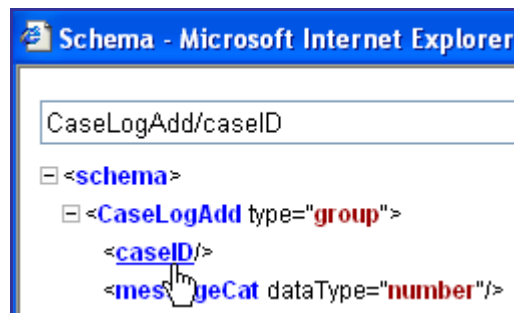 Schema - Microsoft Internet Explorer
CaseLogAdd/caseID
<schema>
<CaseLogAdd type="group">
<caseID/>
dataType="number"/>